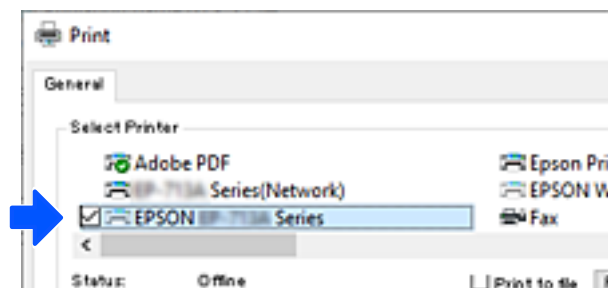 Print
General
Select Printer
Adobe PDF
Epson Pri
Series(Network)
EPSON W
EPSON Series
Fax
Status: Offline
Print to file